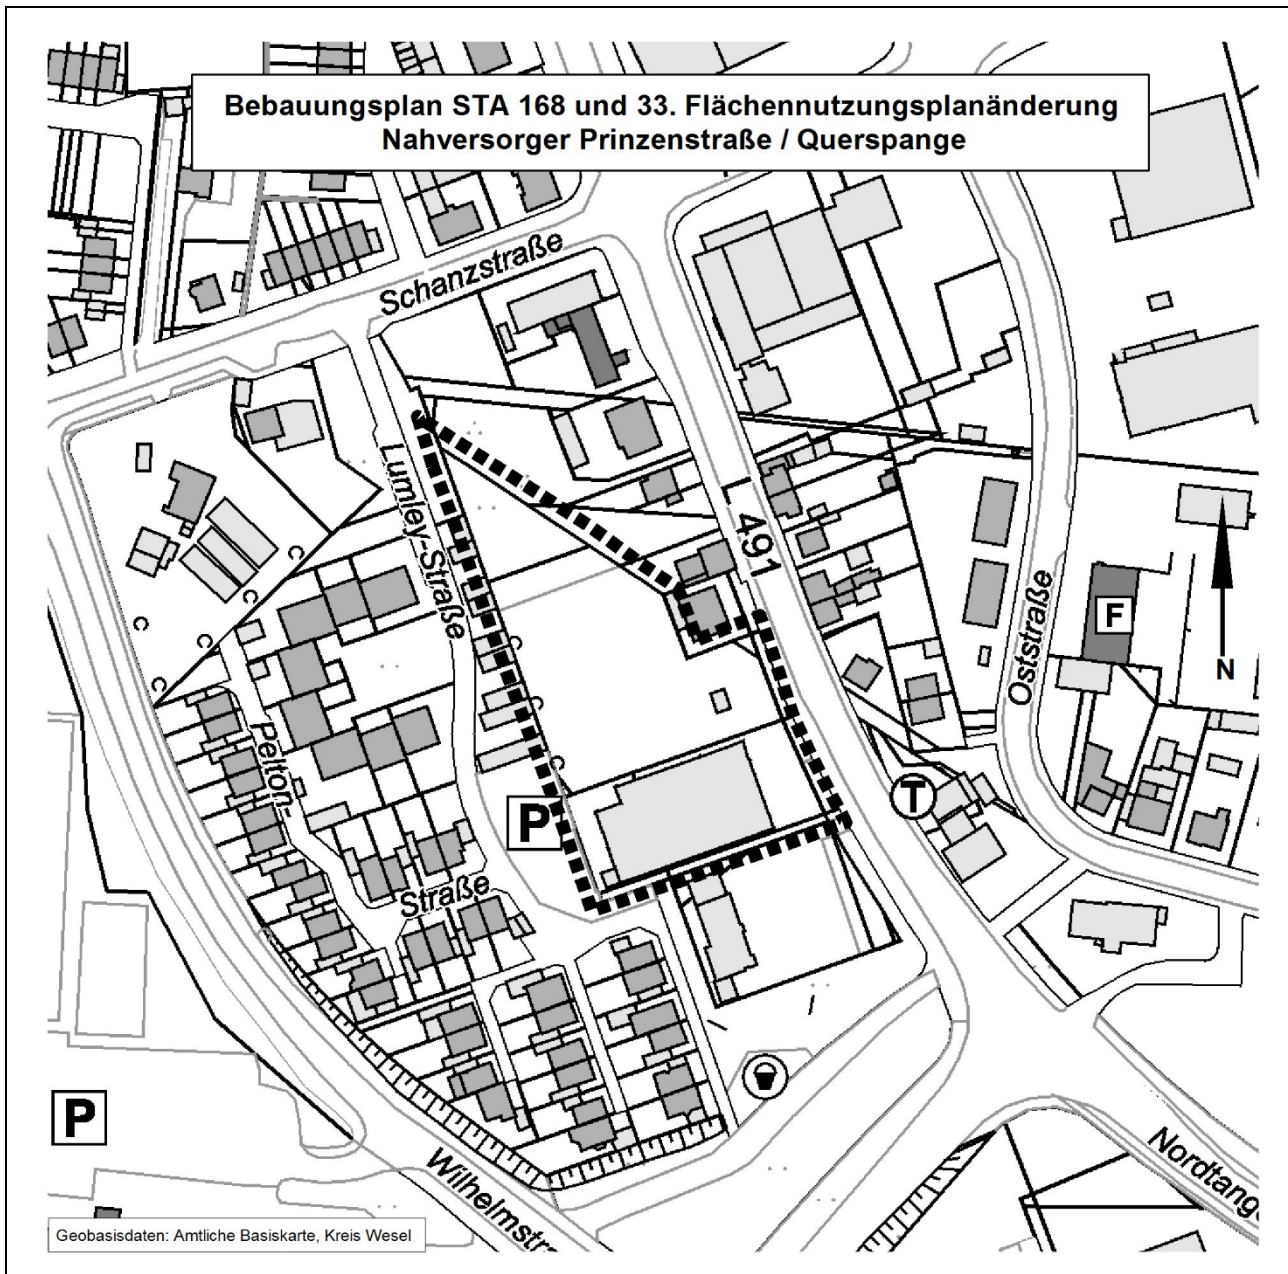 Bebauungsplan STA 168 und 33. Flächennutzungsplanänderung
Nahversorger Prinzenstraße / Querspange
Schanzstraße
Lumley-Straße
491
Oststraße
F
N
Pelton-
Straße
P
T
P
Wilhelmstr
Nordtang
Geobasisdaten: Amtliche Basiskarte, Kreis Wesel